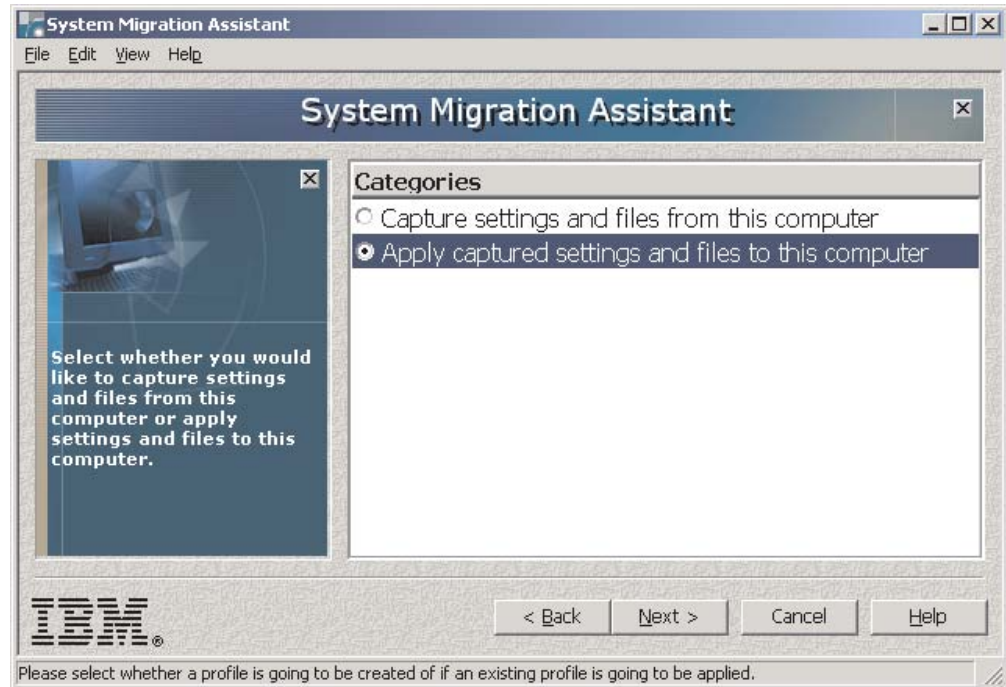 System Migration Assistant
File Edit View Help
System Migration Assistant
Select whether you would
like to capture settings
and files from this
computer or apply
settings and files to this
computer.
Categories
Capture settings and files from this computer
Apply captured settings and files to this computer
IBM®
< Back Next > Cancel Help
Please select whether a profile is going to be created of if an existing profile is going to be applied.